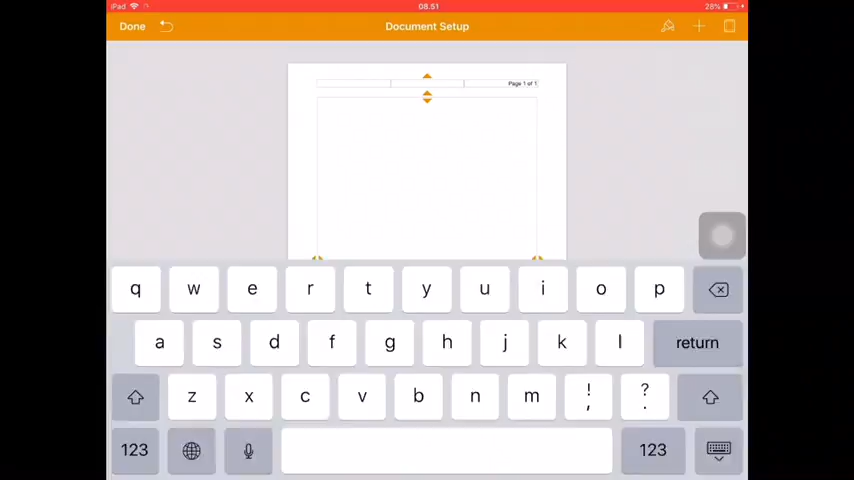 iPad 08.51 28%
Done Document Setup
Page 1 of 1
q w e r t y u i o p
a s d f g h j k l return
z x c v b n m ! , ? .
123 123